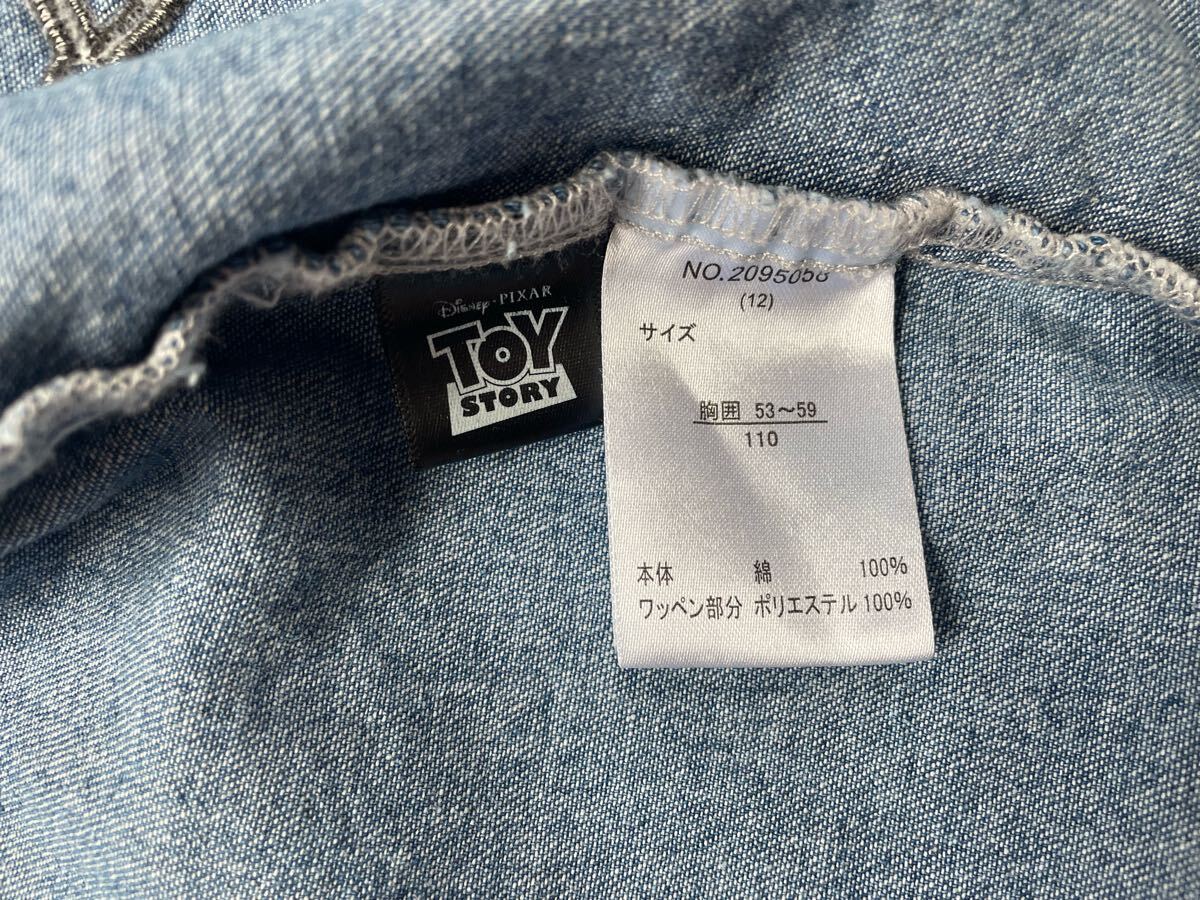 Disney · PIXAR
TOY
STORY
NO.2095058
(12)
サイズ
胸囲 53～59
110
本体 綿 100%
ワッペン部分 ポリエステル 100%